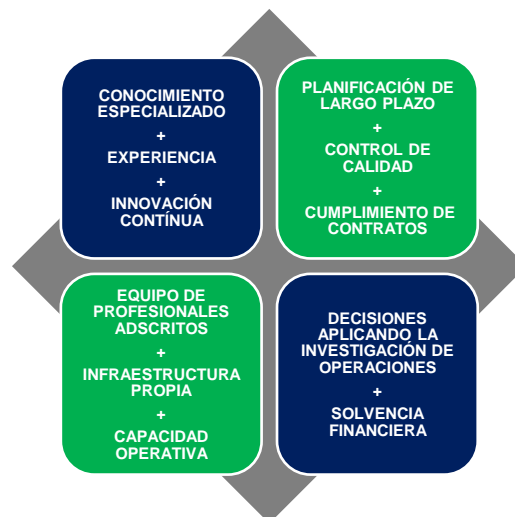 CONOCIMIENTO
ESPECIALIZADO
+
EXPERIENCIA
+
INNOVACIÓN
CONTÍNUA
PLANIFICACIÓN DE
LARGO PLAZO
+
CONTROL DE
CALIDAD
+
CUMPLIMIENTO DE
CONTRATOS
EQUIPO DE
PROFESIONALES
ADSCRITOS
+
INFRAESTRUCTURA
PROPIA
+
CAPACIDAD
OPERATIVA
DECISIONES
APLICANDO LA
INVESTIGACIÓN DE
OPERACIONES
+
SOLVENCIA
FINANCIERA